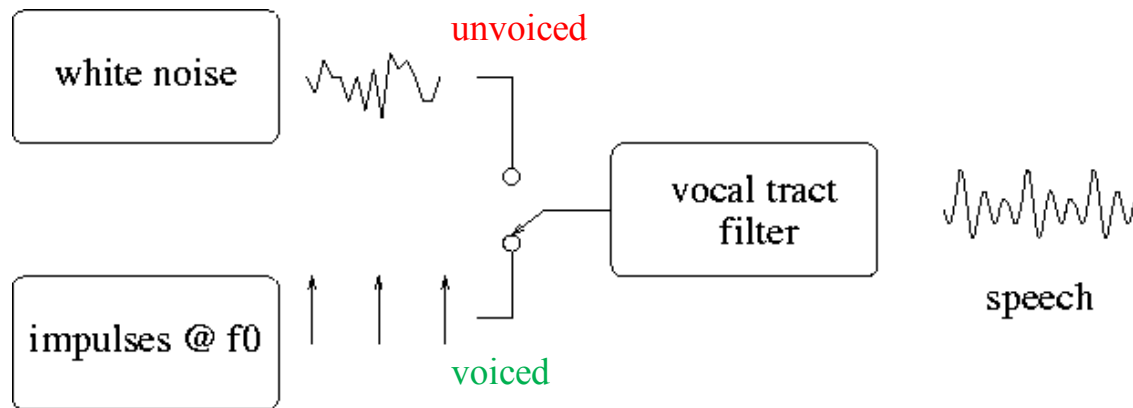 unvoiced
white noise
vocal tract
filter
speech
impulses @ f0
voiced